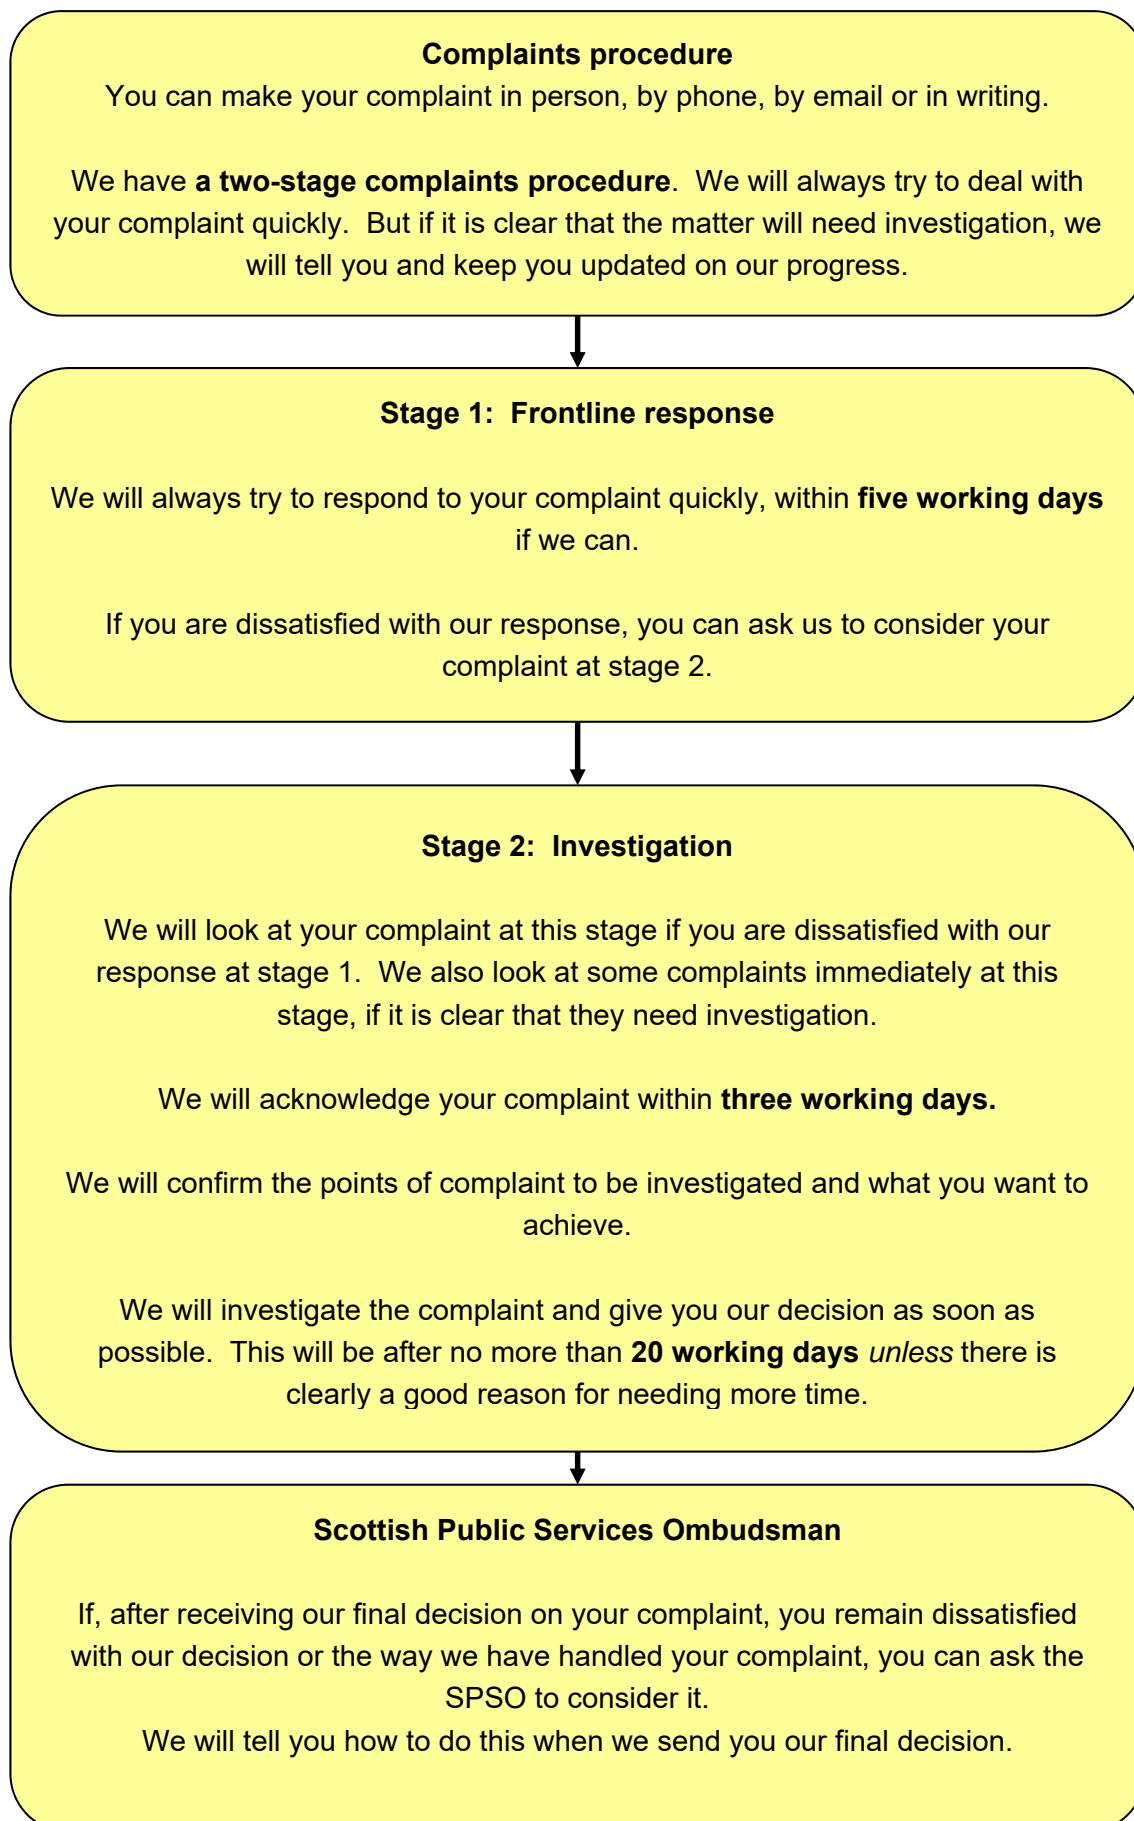 Complaints procedure
You can make your complaint in person, by phone, by email or in writing.
We have a two-stage complaints procedure.  We will always try to deal with
your complaint quickly.  But if it is clear that the matter will need investigation, we
will tell you and keep you updated on our progress.
Stage 1:  Frontline response
We will always try to respond to your complaint quickly, within five working days
if we can.
If you are dissatisfied with our response, you can ask us to consider your
complaint at stage 2.
Stage 2:  Investigation
We will look at your complaint at this stage if you are dissatisfied with our
response at stage 1.  We also look at some complaints immediately at this
stage, if it is clear that they need investigation.
We will acknowledge your complaint within three working days.
We will confirm the points of complaint to be investigated and what you want to
achieve.
We will investigate the complaint and give you our decision as soon as
possible.  This will be after no more than 20 working days unless there is
clearly a good reason for needing more time.
Scottish Public Services Ombudsman
If, after receiving our final decision on your complaint, you remain dissatisfied
with our decision or the way we have handled your complaint, you can ask the
SPSO to consider it.
We will tell you how to do this when we send you our final decision.